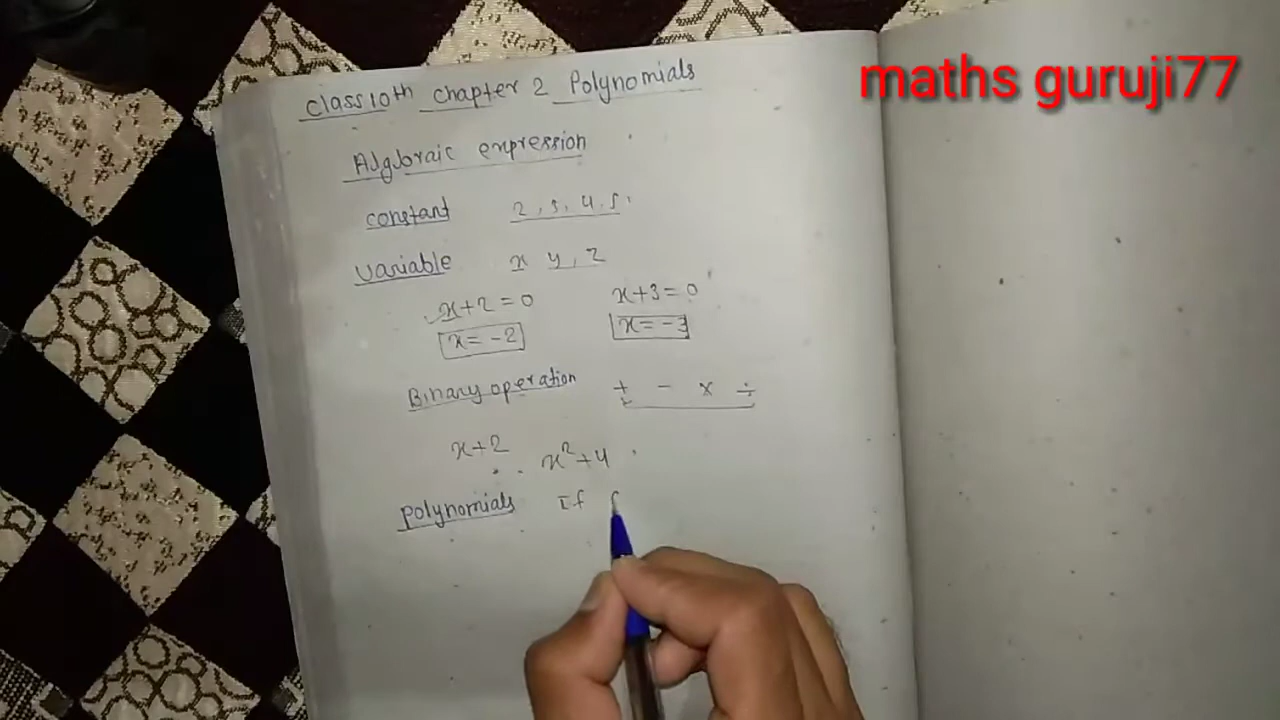 maths guruji77
Class 10th Chapter 2 Polynomials
Algbraic expression
constant 2, 3, 4, 5,
variable x y, z
x+2=0 x+3=0
x=-2 x=-3
Binary operation + - × ÷
x+2 x²+4
polynomials If